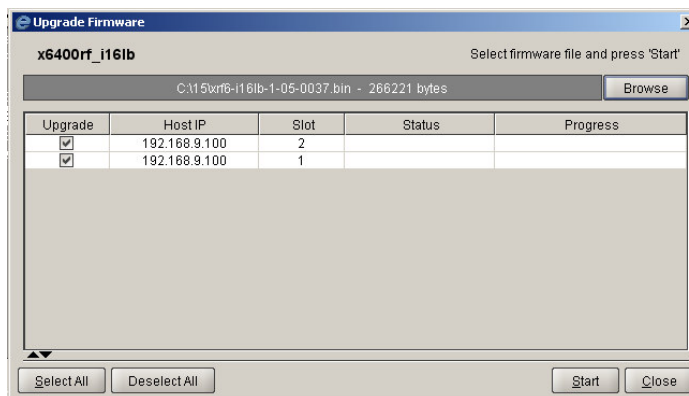 Upgrade Firmware
x6400rf_i16lb Select firmware file and press 'Start'
C:\15\xrf6-i16lb-1-05-0037.bin - 266221 bytes Browse
Upgrade Host IP Slot Status Progress
192.168.9.100 2
192.168.9.100 1
Select All Deselect All Start Close